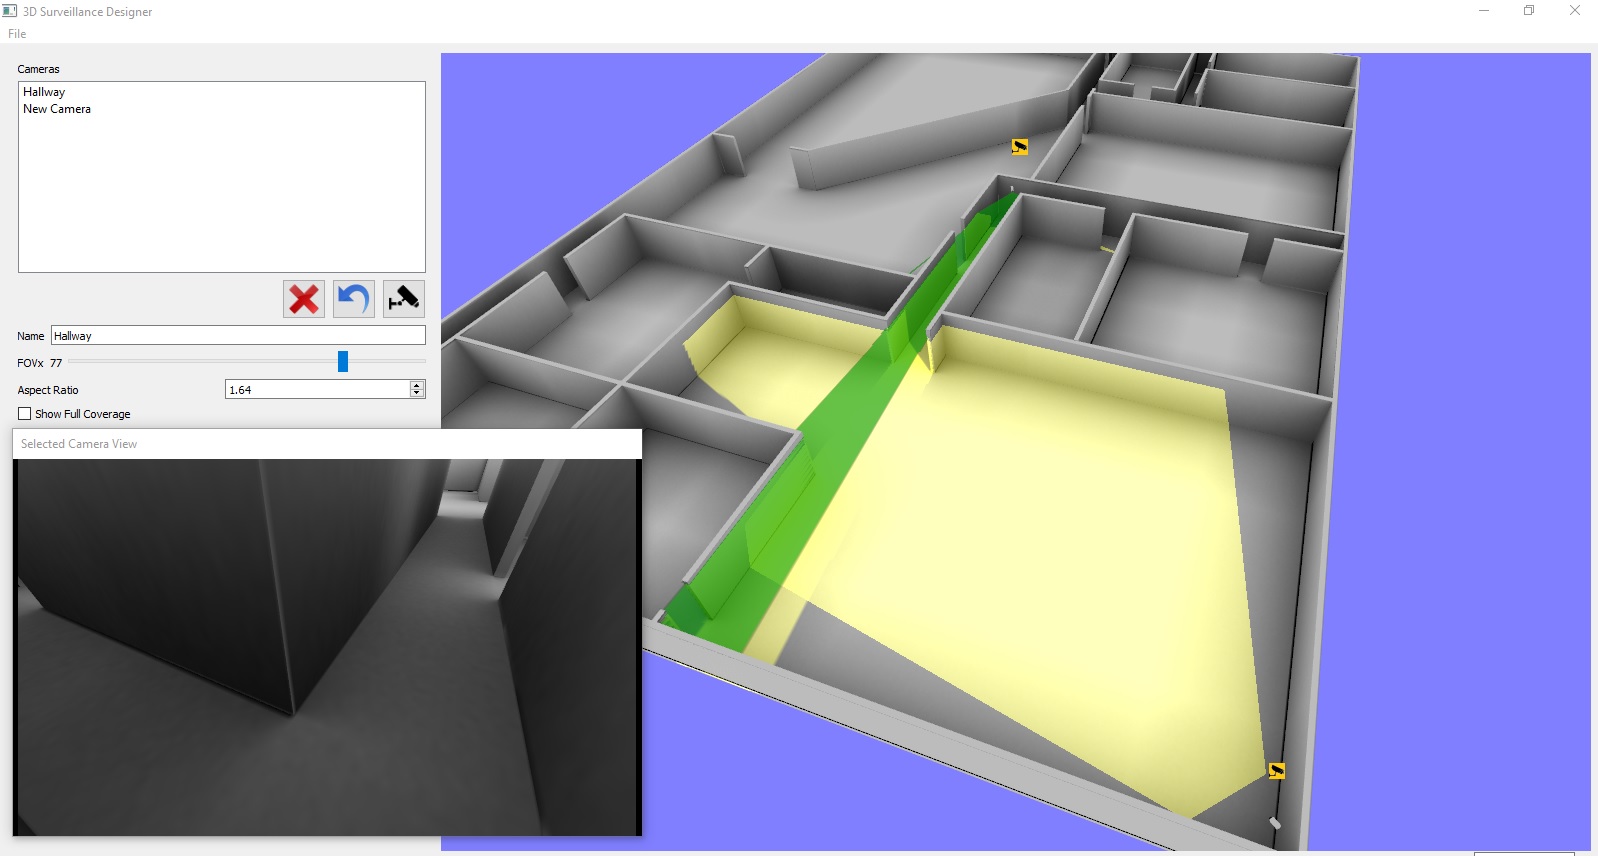 3D Surveillance Designer
File
Cameras
Hallway
New Camera
Name Hallway
FOVx 77
Aspect Ratio 1.64
Show Full Coverage
Selected Camera View